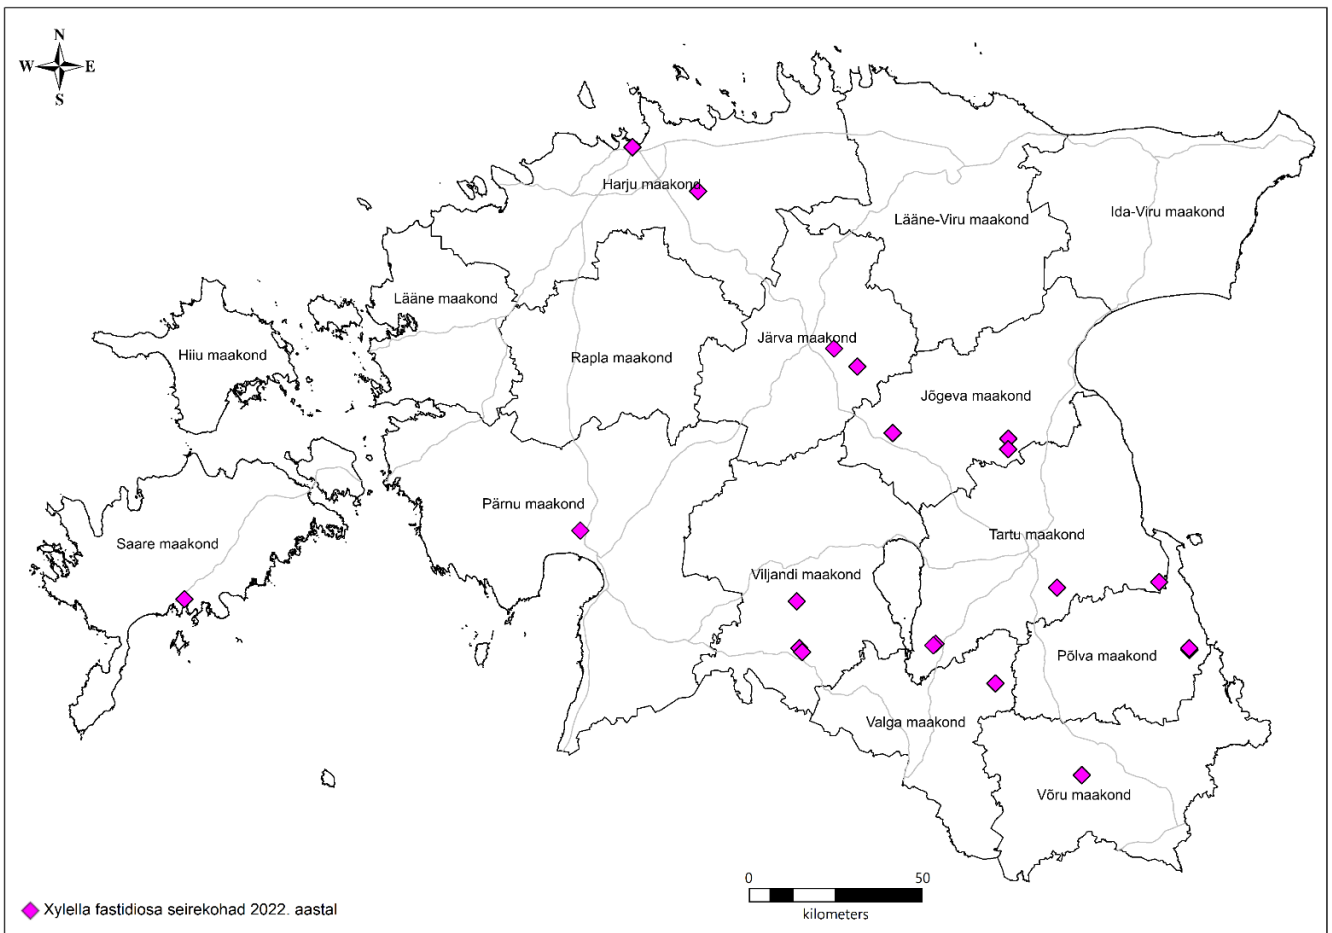 N
W E
S
Harju maakond
Lääne-Viru maakond
Ida-Viru maakond
Lääne maakond
Hiiu maakond
Rapla maakond
Järva maakond
Jõgeva maakond
Pärnu maakond
Saare maakond
Tartu maakond
Viljandi maakond
Põlva maakond
Valga maakond
Võru maakond
0 50
kilometers
Xylella fastidiosa seirekohad 2022. aastal